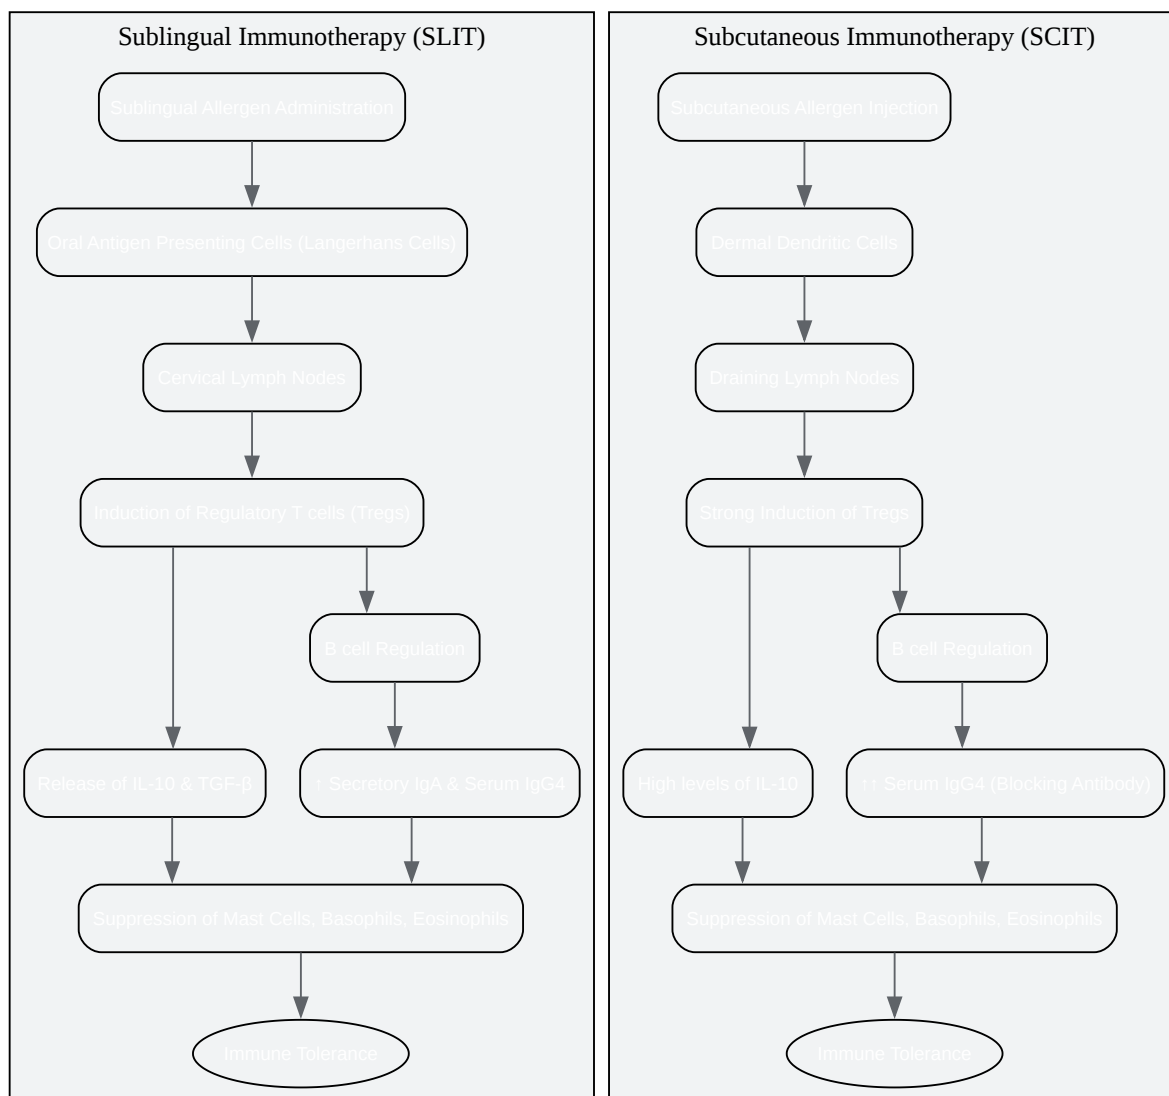 Sublingual Immunotherapy (SLIT)
Sublingual Allergen Administration
Oral Antigen Presenting Cells (Langerhans Cells)
Cervical Lymph Nodes
Induction of Regulatory T cells (Tregs)
B cell Regulation
Release of IL-10 & TGF-β
↑ Secretory IgA & Serum IgG4
Suppression of Mast Cells, Basophils, Eosinophils
Immune Tolerance
Subcutaneous Immunotherapy (SCIT)
Subcutaneous Allergen Injection
Dermal Dendritic Cells
Draining Lymph Nodes
Strong Induction of Tregs
B cell Regulation
High levels of IL-10
↑↑ Serum IgG4 (Blocking Antibody)
Suppression of Mast Cells, Basophils, Eosinophils
Immune Tolerance